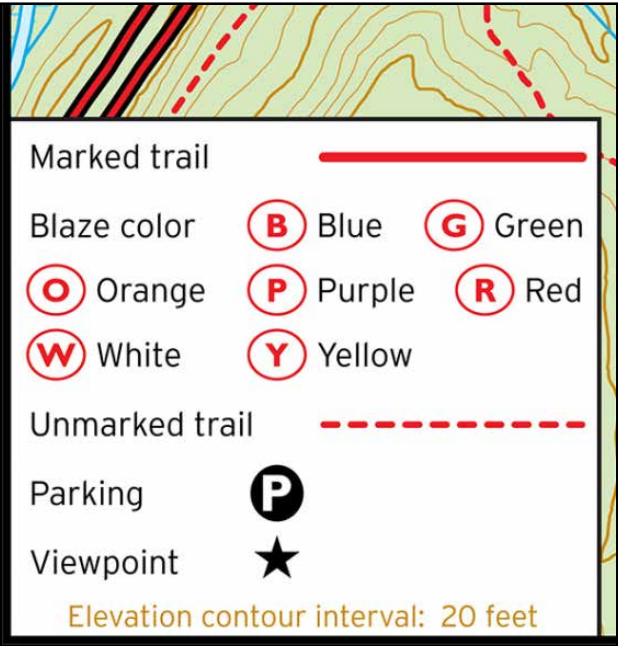 Marked trail
Blaze color B Blue G Green
O Orange P Purple R Red
W White Y Yellow
Unmarked trail
Parking P
Viewpoint
Elevation contour interval: 20 feet